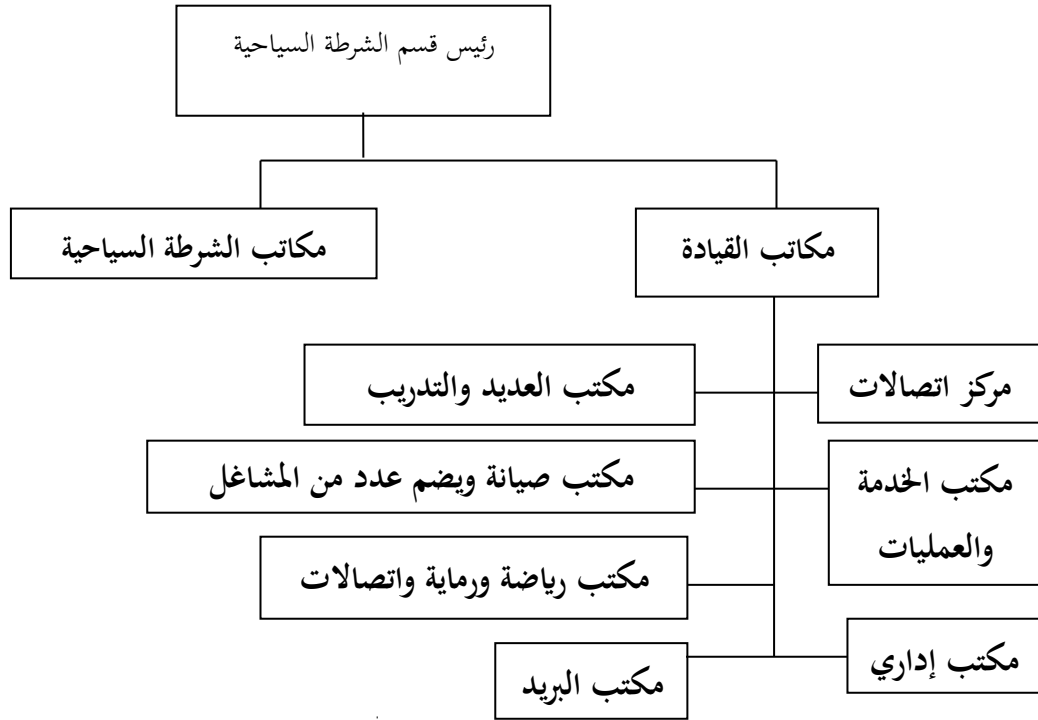 رئيس قسم الشرطة السياحية
مكاتب القيادة
مكاتب الشرطة السياحية
مركز اتصالات
مكتب العديد والتدريب
مكتب الخدمة
والعمليات
مكتب صيانة ويضم عدد من المشاغل
مكتب رياضة ورماية واتصالات
مكتب إداري
مكتب البريد